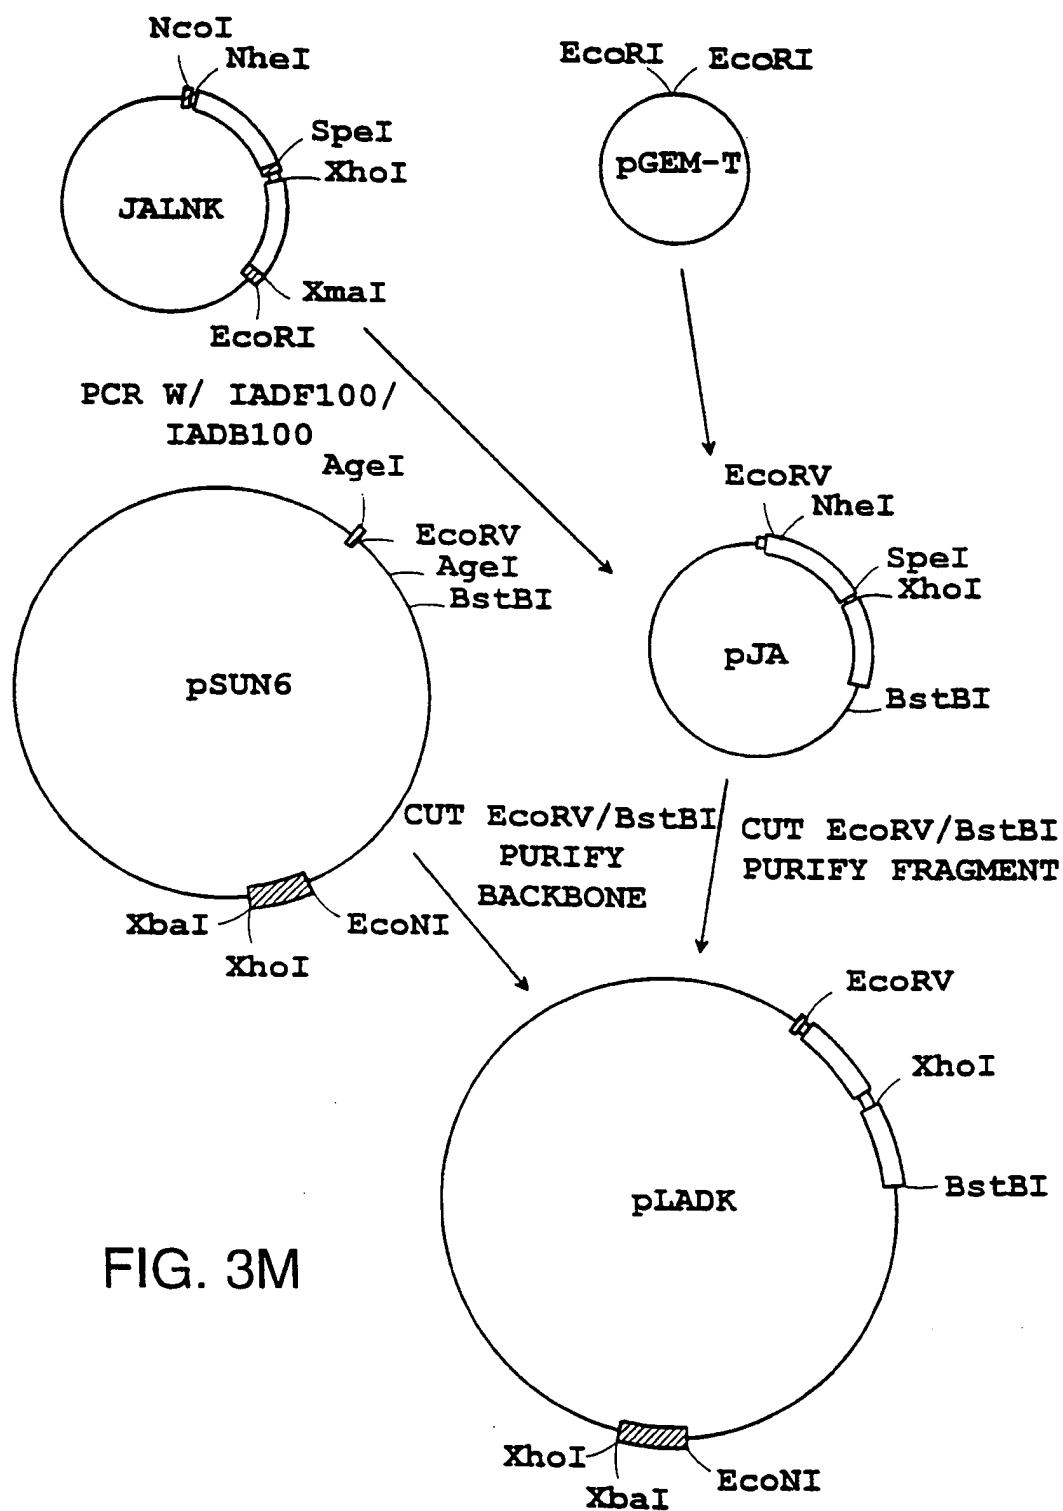 NcoI
NheI
SpeI
XhoI
JALNK
XmaI
EcoRI
EcoRI
EcoRI
pGEM-T
PCR W/ IADF100/
IADB100
AgeI
EcoRV
AgeI
BstBI
pSUN6
XbaI
XhoI
EcoNI
EcoRV
NheI
SpeI
XhoI
pJA
BstBI
CUT EcoRV/BstBI
PURIFY
BACKBONE
CUT EcoRV/BstBI
PURIFY FRAGMENT
EcoRV
XhoI
BstBI
pLADK
XhoI
XbaI
EcoNI
FIG. 3M